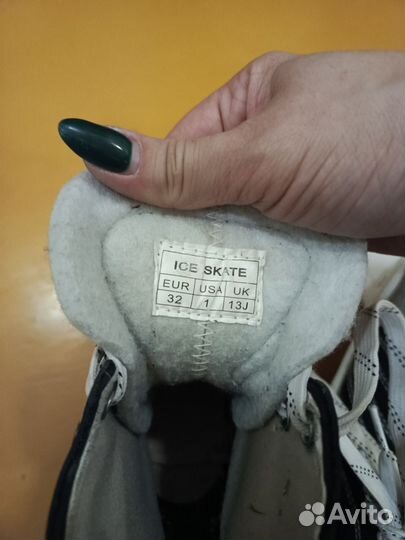 ICE SKATE
EUR USA UK
32 1 13J
Avito